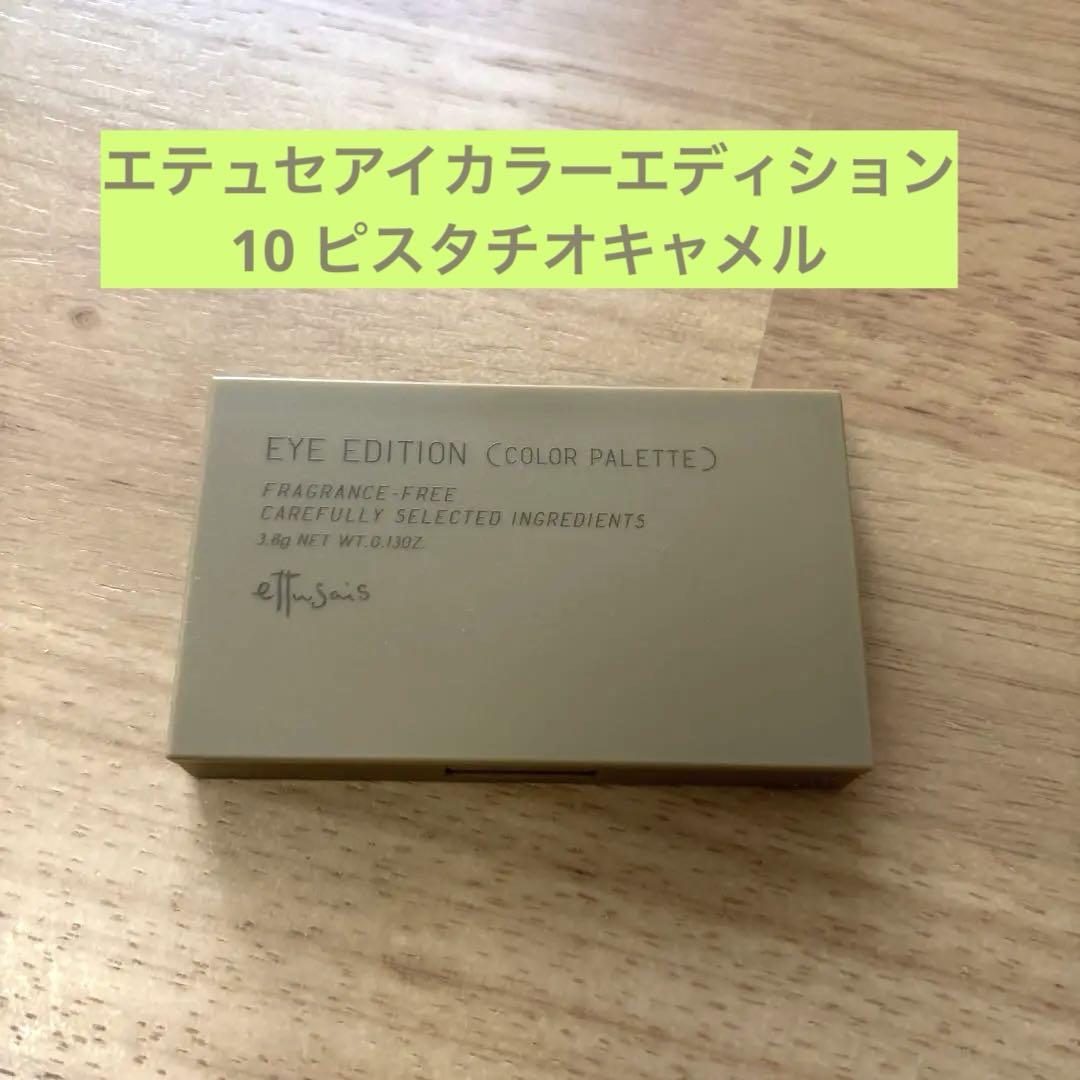 エテュセアイカラーエディション
10 ピスタチオキャメル
EYE EDITION (COLOR PALETTE)
FRAGRANCE-FREE
CAREFULLY SELECTED INGREDIENTS
3.8g NET WT.0.13OZ.
ettusais